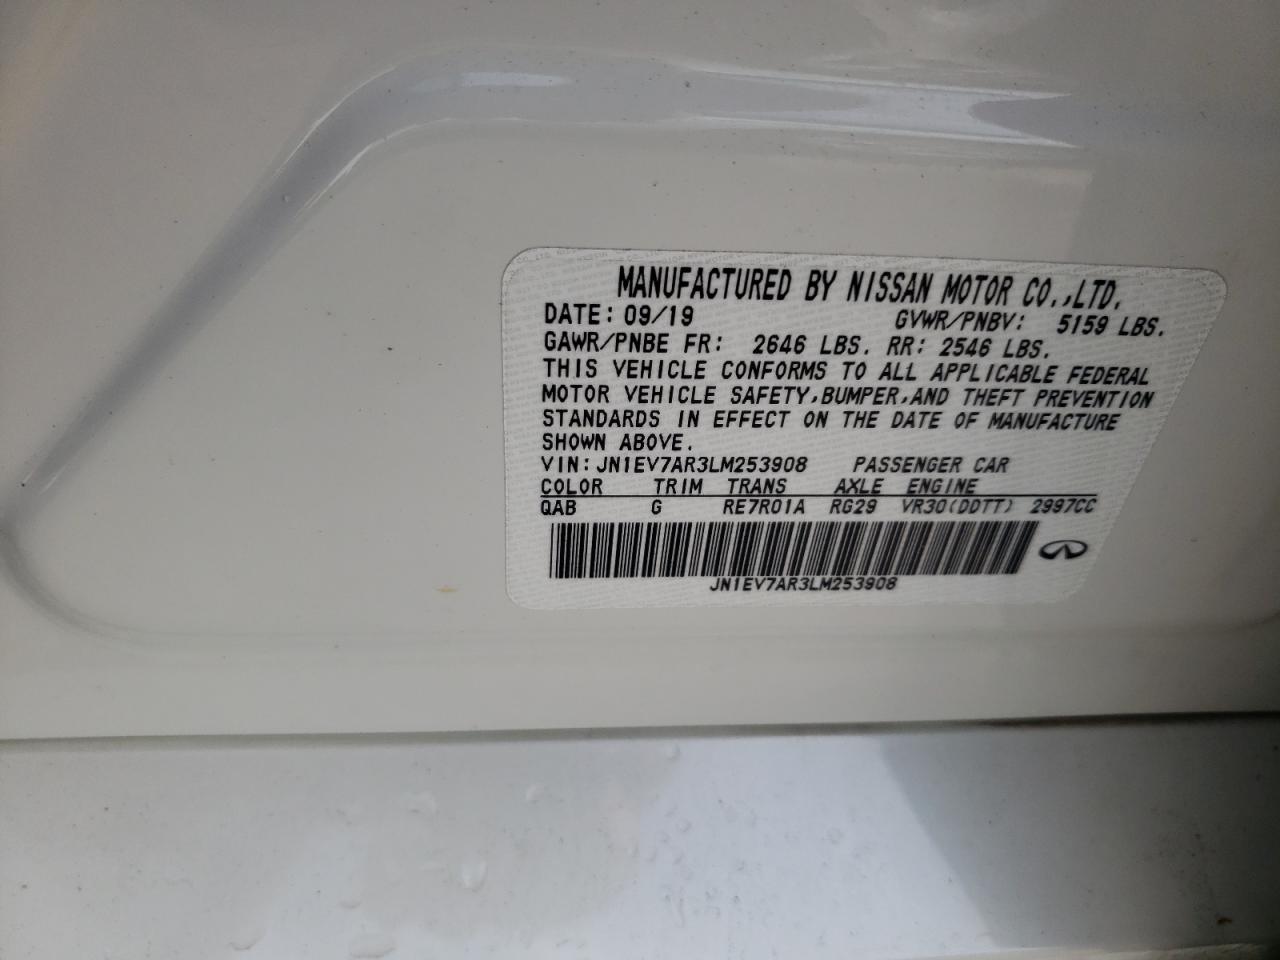 MANUFACTURED BY NISSAN MOTOR CO.,LTD.
DATE: 09/19 GVWR/PNBV: 5159 LBS.
GAWR/PNBE FR: 2646 LBS. RR: 2546 LBS.
THIS VEHICLE CONFORMS TO ALL APPLICABLE FEDERAL
MOTOR VEHICLE SAFETY,BUMPER,AND THEFT PREVENTION
STANDARDS IN EFFECT ON THE DATE OF MANUFACTURE
SHOWN ABOVE.
VIN:JN1EV7AR3LM253908 PASSENGER CAR
COLOR TRIM TRANS AXLE ENGINE
QAB G RE7R01A RG29 VR30(DDTT) 2997CC
JN1EV7AR3LM253908